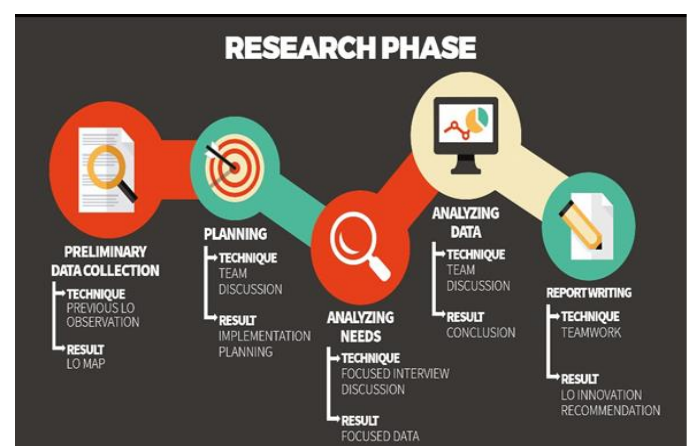 RESEARCH PHASE
PRELIMINARY
DATA COLLECTION
TECHNIQUE
PREVIOUS LO
OBSERVATION
RESULT
LO MAP
PLANNING
TECHNIQUE
TEAM
DISCUSSION
RESULT
IMPLEMENTATION
PLANNING
ANALYZING
NEEDS
TECHNIQUE
FOCUSED INTERVIEW
DISCUSSION
RESULT
FOCUSED DATA
ANALYZING
DATA
TECHNIQUE
TEAM
DISCUSSION
RESULT
CONCLUSION
REPORT WRITING
TECHNIQUE
TEAMWORK
RESULT
LO INNOVATION
RECOMMENDATION